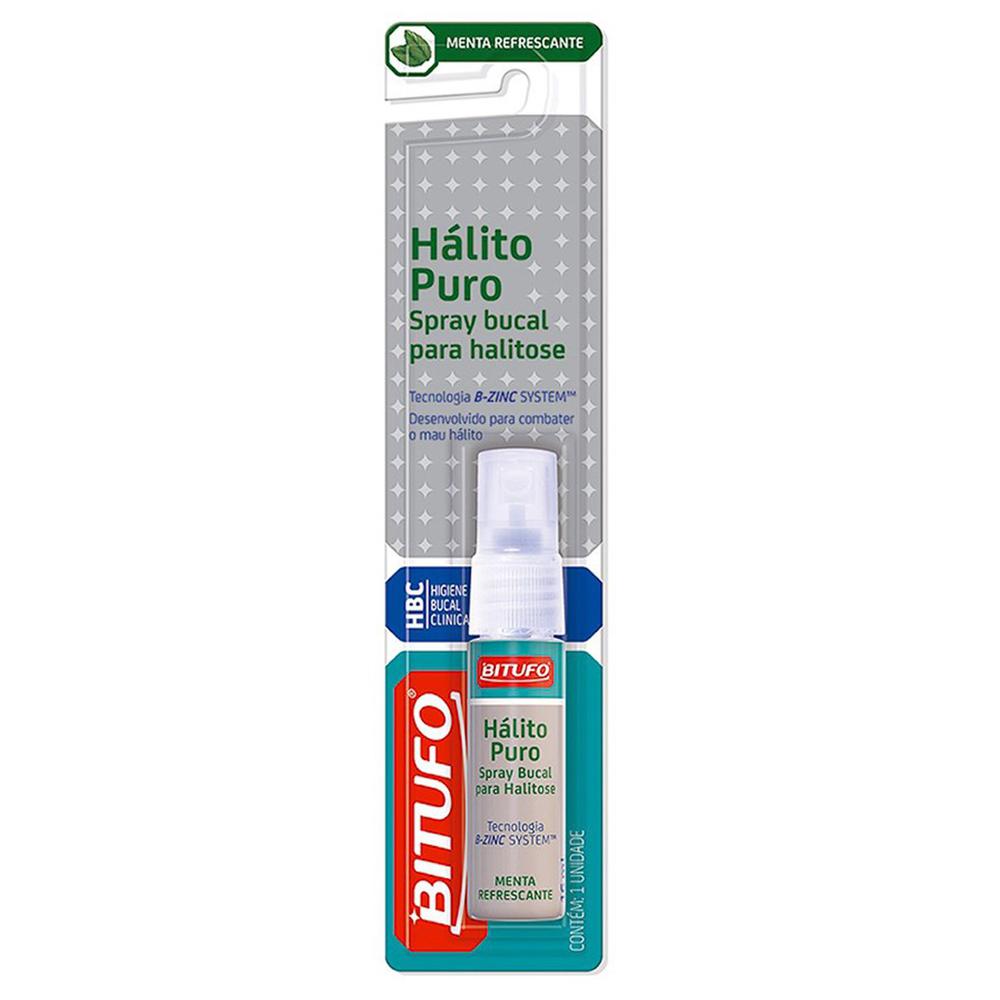 MENTA REFRESCANTE
Hálito
Puro
Spray bucal
para halitose
Tecnologia B-ZINC SYSTEM™
Desenvolvido para combater
o mau hálito
HBC
HIGIENE
BUCAL
CLINICA
BITUFO®
BITUFO
Hálito
Puro
Spray Bucal
para Halitose
Tecnologia
B-ZINC SYSTEM™
MENTA
REFRESCANTE
CONTÉM: 1 UNIDADE